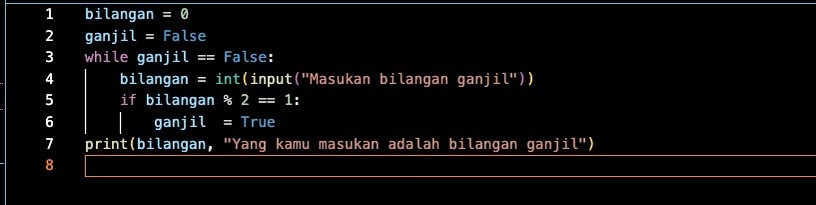 1 bilangan = 0
2 ganjil = False
3 while ganjil == False:
4     bilangan = int(input("Masukan bilangan ganjil"))
5     if bilangan % 2 == 1:
6         ganjil  = True
7 print(bilangan, "Yang kamu masukan adalah bilangan ganjil")
8